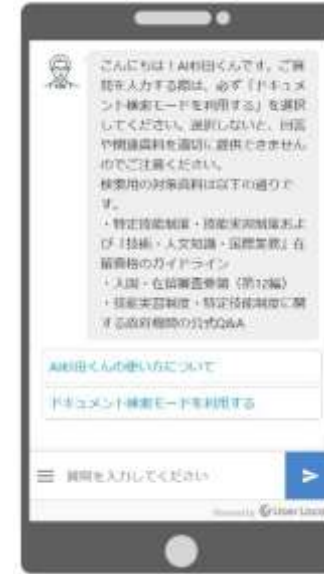 こんにちは！AI杉田くんです。ご質
問を入力する際は、必ず「ドキュメ
ント検索モードを利用する」を選択
してください。選択しないと、回答
や関連資料を適切に提供できません
のでご注意ください。
検索用の対象資料は以下の通りで
す。
・特定技能制度・技能実習制度およ
び「技術・人文知識・国際業務」在
留資格のガイドライン
・入国・在留審査要領（第12編）
・技能実習制度・特定技能制度に関
する政府機関の公式Q&A
AI杉田くんの使い方について
ドキュメント検索モードを利用する
質問を入力してください
Powered by User Local